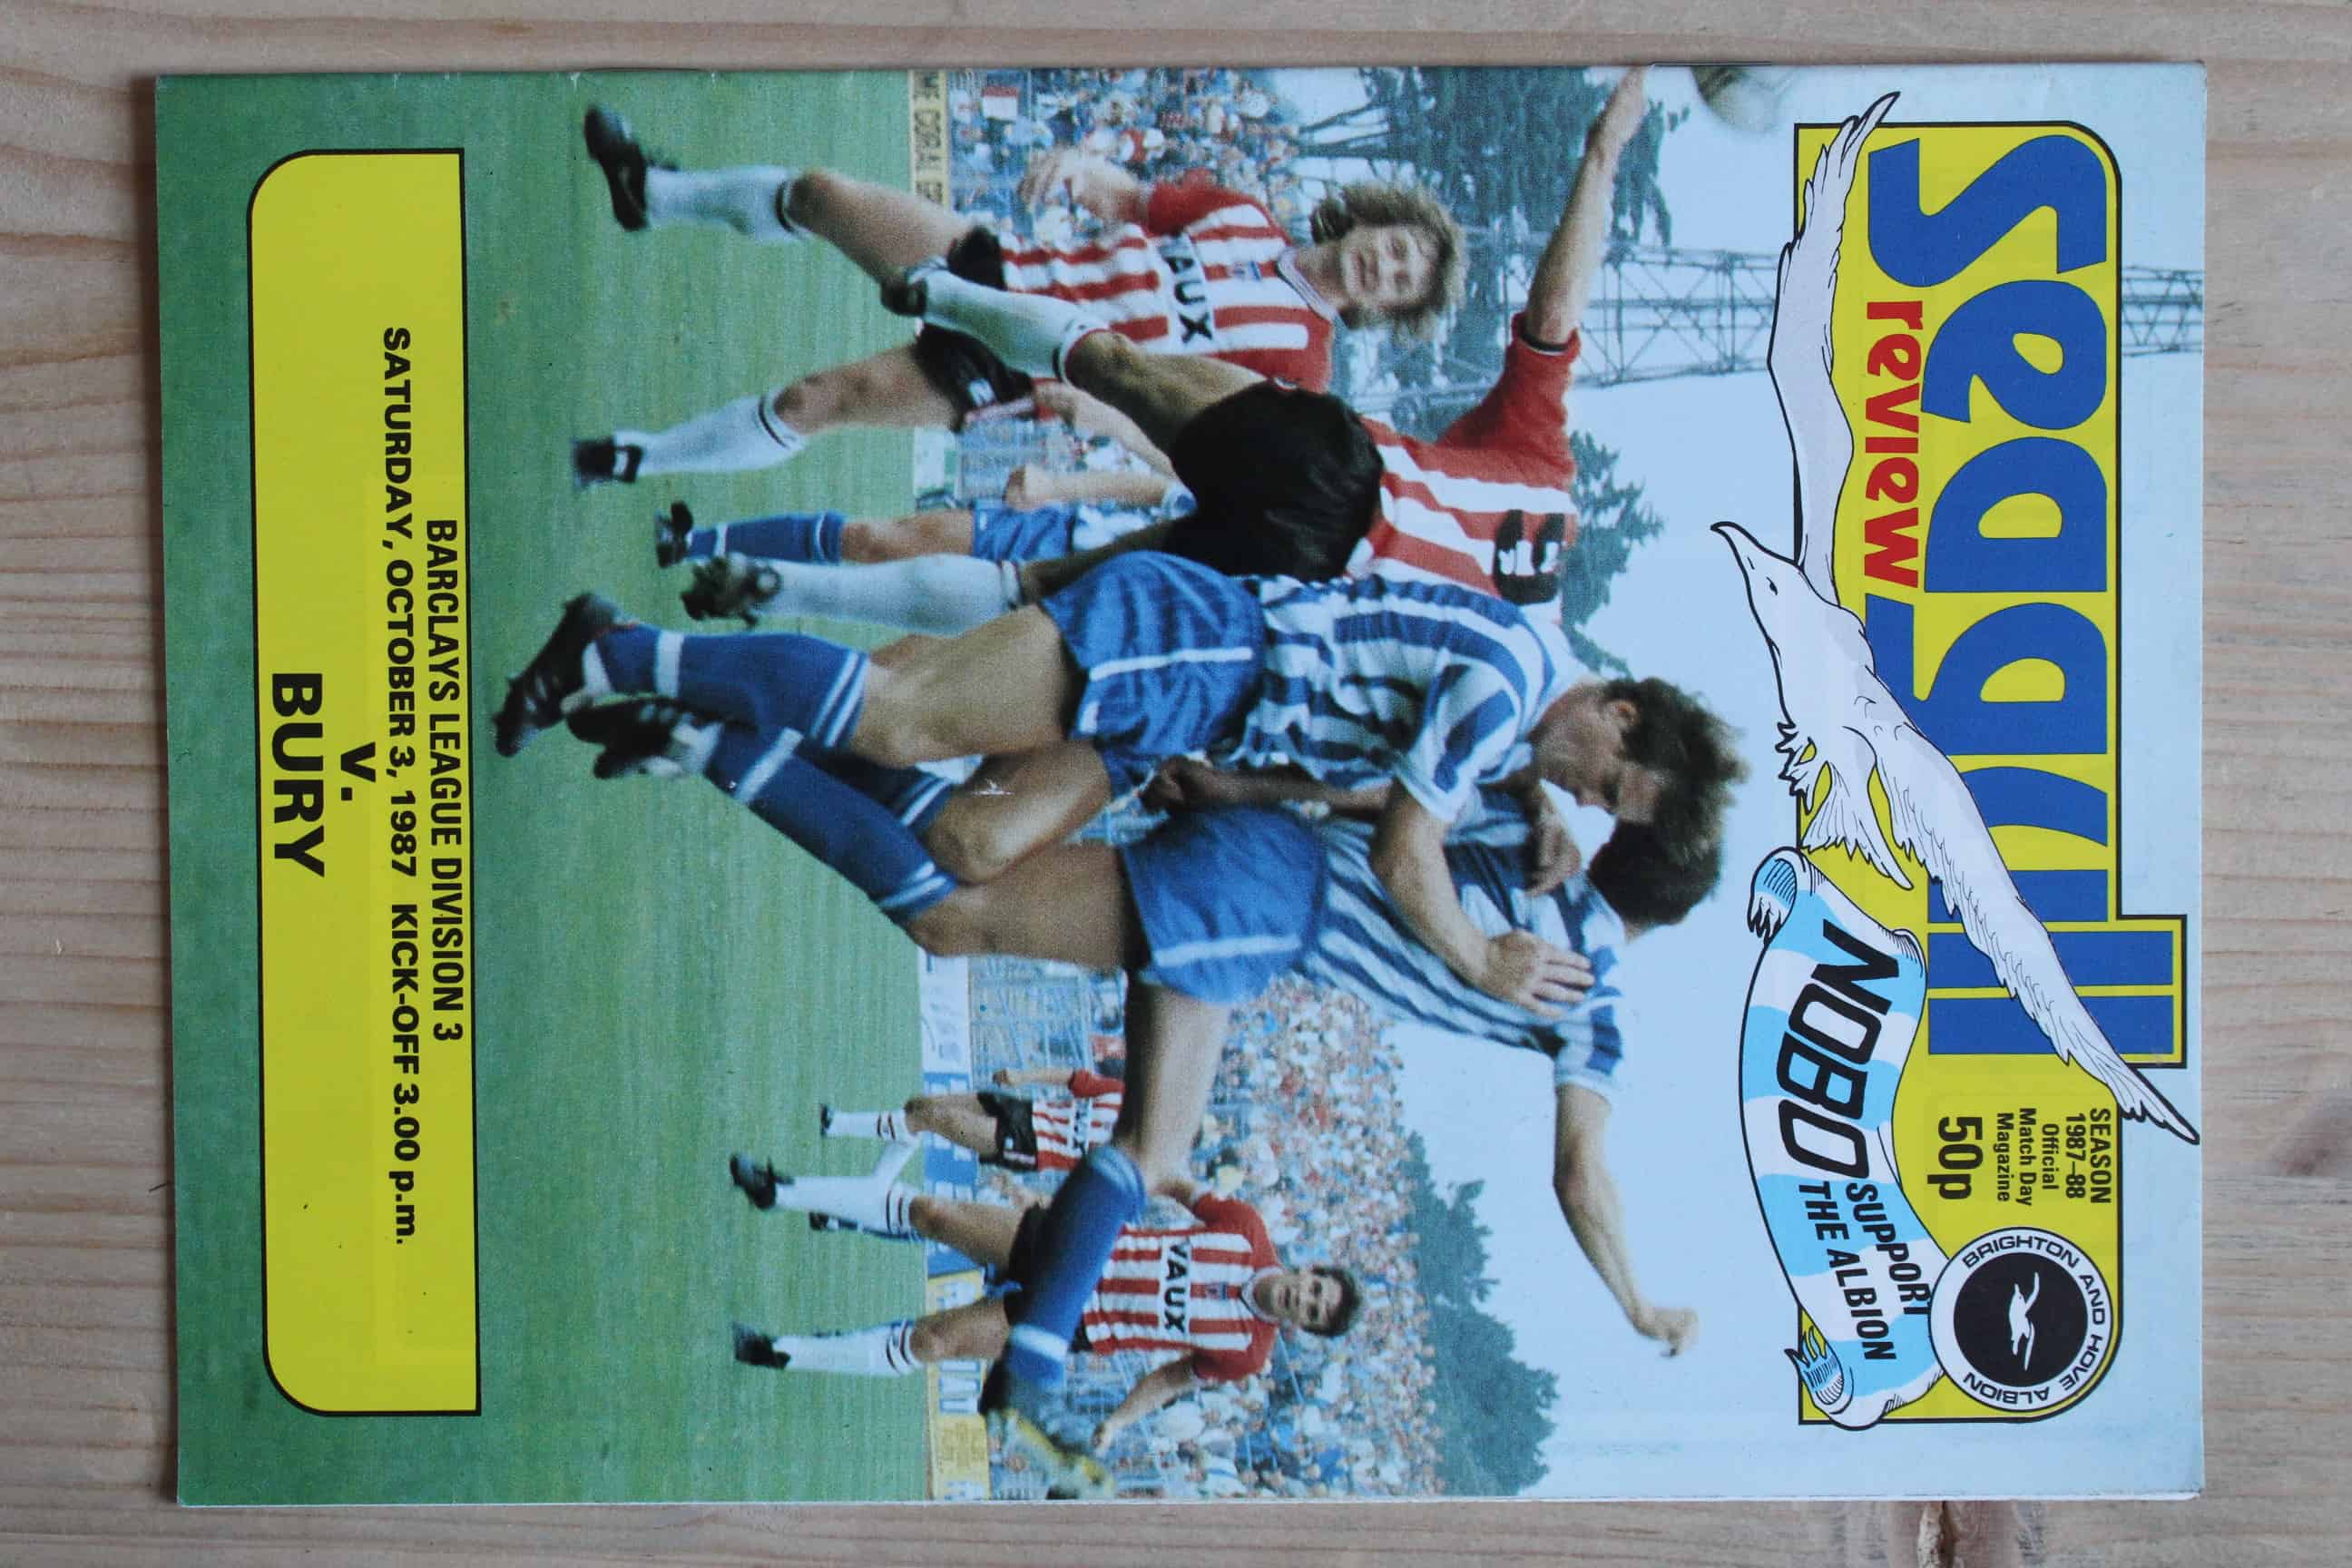 Seagull
review
SEASON
1987–88
Official
Match Day
Magazine
50p
BRIGHTON AND HOVE ALBION
NOBO SUPPORT
THE ALBION
VAUX
VAUX
BARCLAYS LEAGUE DIVISION 3
SATURDAY, OCTOBER 3, 1987 KICK-OFF 3.00 p.m.
v.
BURY